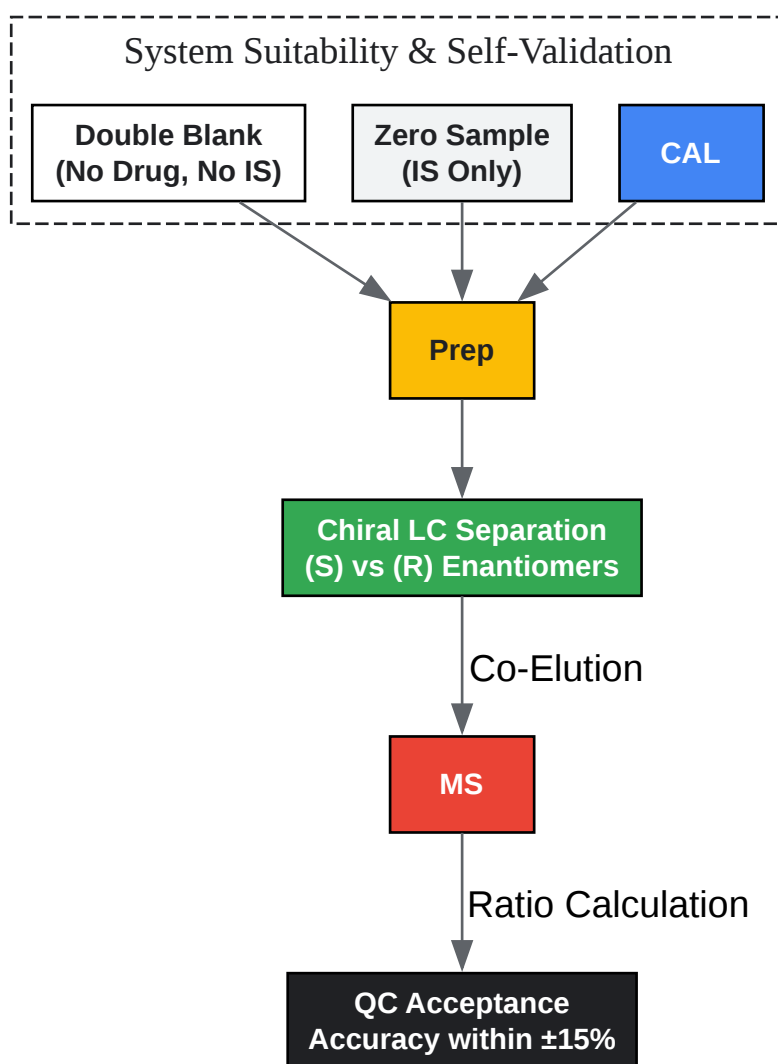 System Suitability & Self-Validation
Double Blank
(No Drug, No IS)
Zero Sample
(IS Only)
CAL
Prep
Chiral LC Separation
(S) vs (R) Enantiomers
Co-Elution
MS
Ratio Calculation
QC Acceptance
Accuracy within ±15%